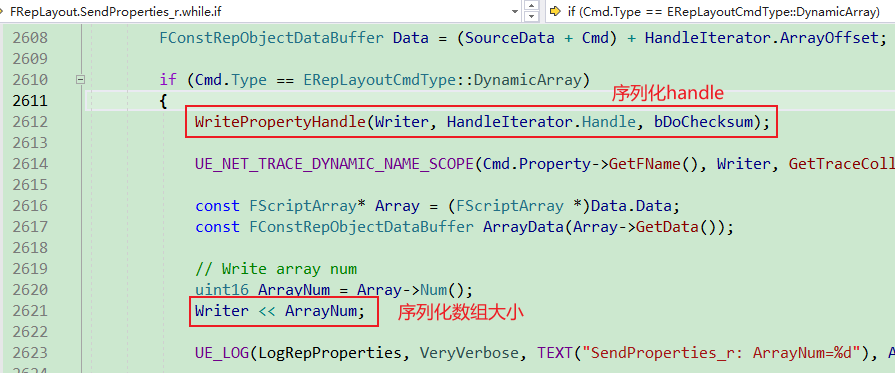 FRepLayout.SendProperties_r.while.if
if (Cmd.Type == ERepLayoutCmdType::DynamicArray)
2608 FConstRepObjectDataBuffer Data = (SourceData + Cmd) + HandleIterator.ArrayOffset;
2609
2610 if (Cmd.Type == ERepLayoutCmdType::DynamicArray)
序列化handle
2611 {
2612 WritePropertyHandle(Writer, HandleIterator.Handle, bDoChecksum);
2613
2614 UE_NET_TRACE_DYNAMIC_NAME_SCOPE(Cmd.Property->GetFName(), Writer, GetTraceColl
2615
2616 const FScriptArray* Array = (FScriptArray *)Data.Data;
2617 const FConstRepObjectDataBuffer ArrayData(Array->GetData());
2618
2619 // Write array num
2620 uint16 ArrayNum = Array->Num();
2621 Writer << ArrayNum; 序列化数组大小
2622
2623 UE_LOG(LogRepProperties, VeryVerbose, TEXT("SendProperties_r: ArrayNum=%d"), A